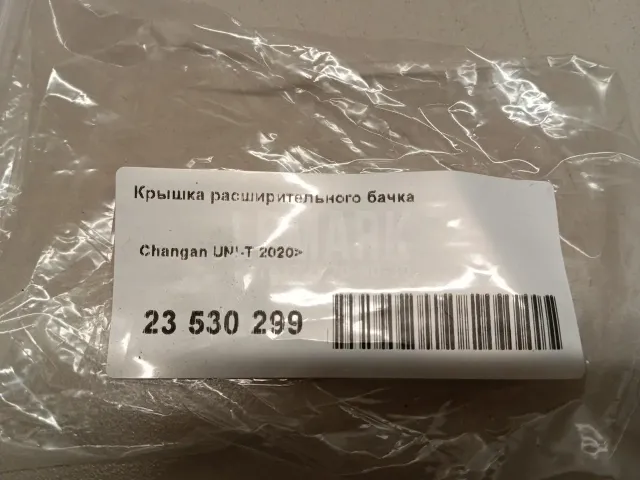 Крышка расширительного бачка
Changan UNI-T 2020>
23 530 299